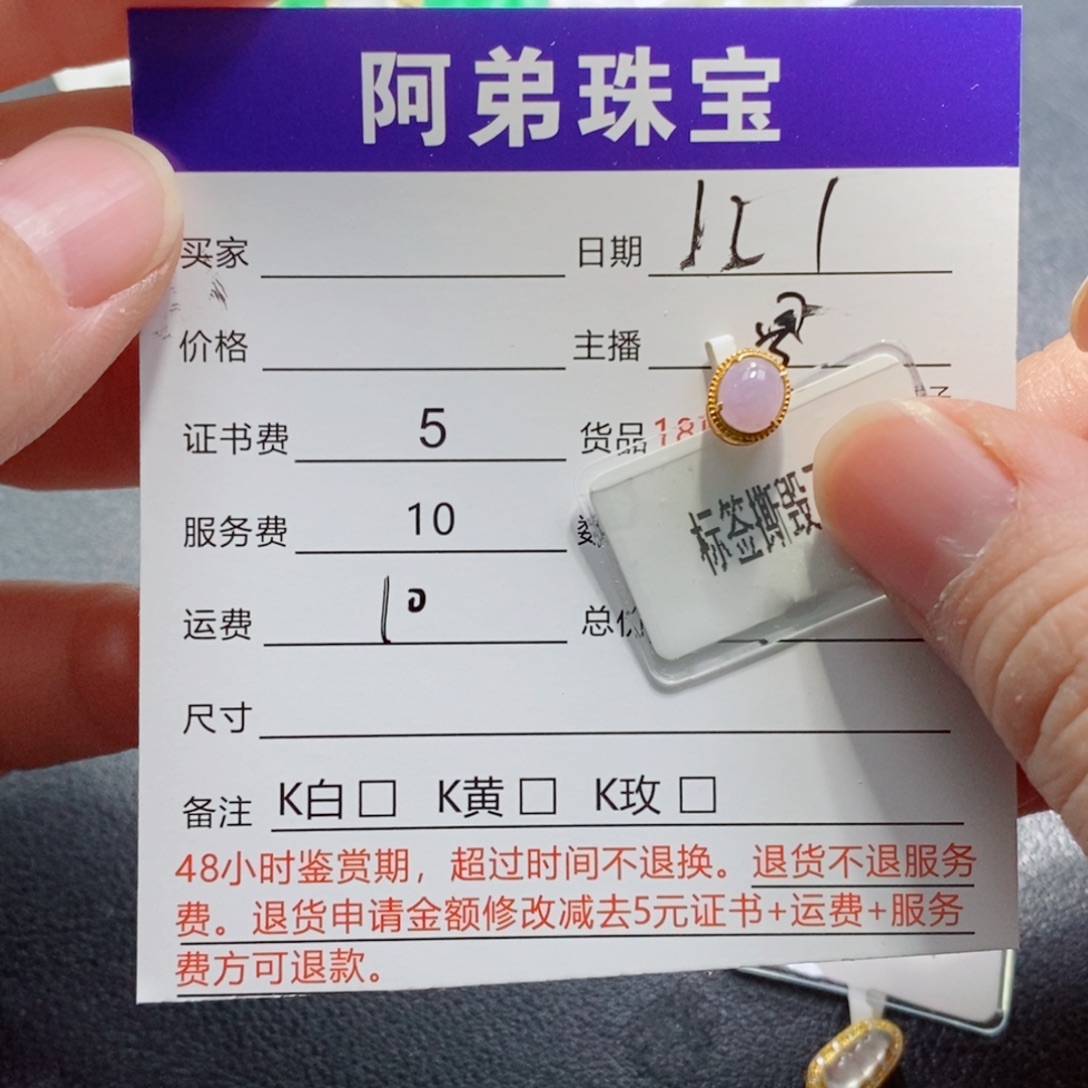 阿弟珠宝
买家 日期
价格 主播
证书费 5 货品 18
服务费 10
运费 10 总价
尺寸
备注 K白□ K黄□ K玫□
标签撕毁
48小时鉴赏期，超过时间不退换。退货不退服务
费。退货申请金额修改减去5元证书+运费+服务
费方可退款。